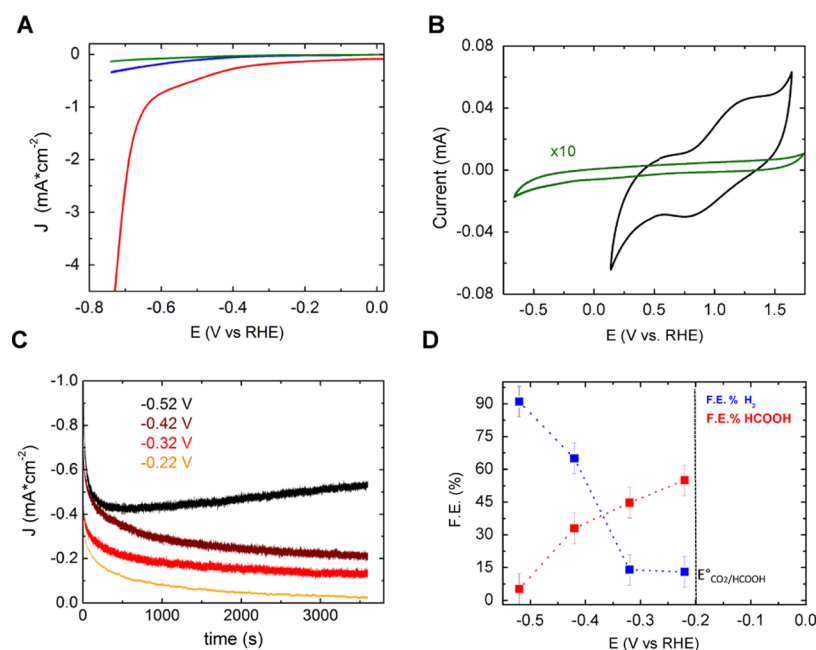 A
0
-1
-2
-3
-4
J (mA*cm⁻²)
-0.8
-0.6
-0.4
-0.2
0.0
E (V vs RHE)
B
0.08
0.04
0.00
-0.04
-0.08
Current (mA)
x10
-0.5
0.0
0.5
1.0
1.5
E (V vs. RHE)
C
-1.0
-0.8
-0.6
-0.4
-0.2
0.0
J (mA*cm⁻²)
-0.52 V
-0.42 V
-0.32 V
-0.22 V
0
1000
2000
3000
time (s)
D
90
75
60
45
30
15
0
F.E. (%)
F.E. % H₂
F.E.% HCOOH
E°CO2/HCOOH
-0.5
-0.4
-0.3
-0.2
-0.1
0.0
E (V vs RHE)